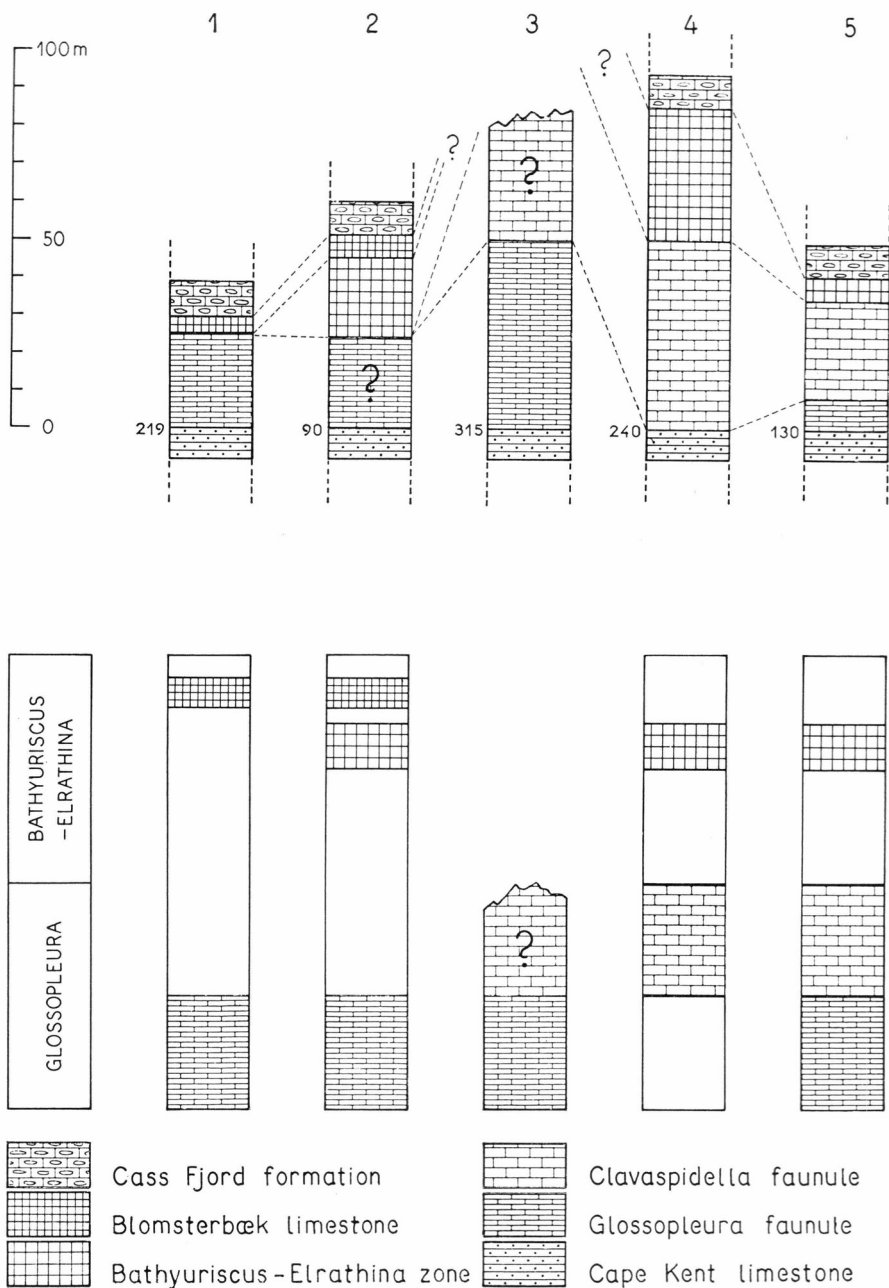 1 2 3 4 5
100 m
50
0
?
?
?
?
219
90
315
240
130
BATHYURISCUS
-ELRATHINA
GLOSSOPLEURA
?
Cass Fjord formation
Blomsterbæk limestone
Bathyuriscus-Elrathina zone
Clavaspidella faunule
Glossopleura faunule
Cape Kent limestone